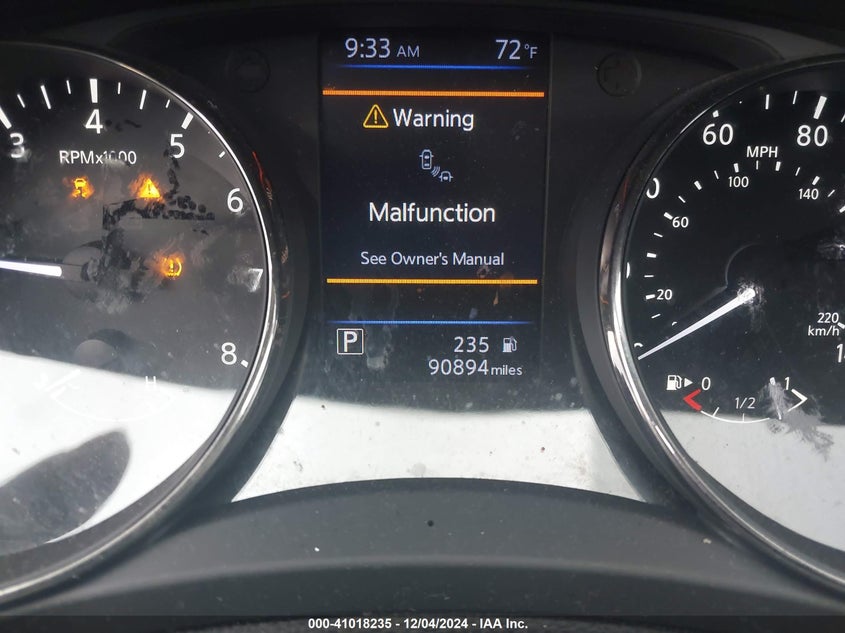 9:33 AM 72°F
Warning
Malfunction
See Owner's Manual
P
235
90894 miles
3 4 5 6 7 8
RPMx1000
H
60 80
MPH
0 20 60 100 140
220
km/h
0 1/2 1
000-41018235 - 12/04/2024 - IAA Inc.